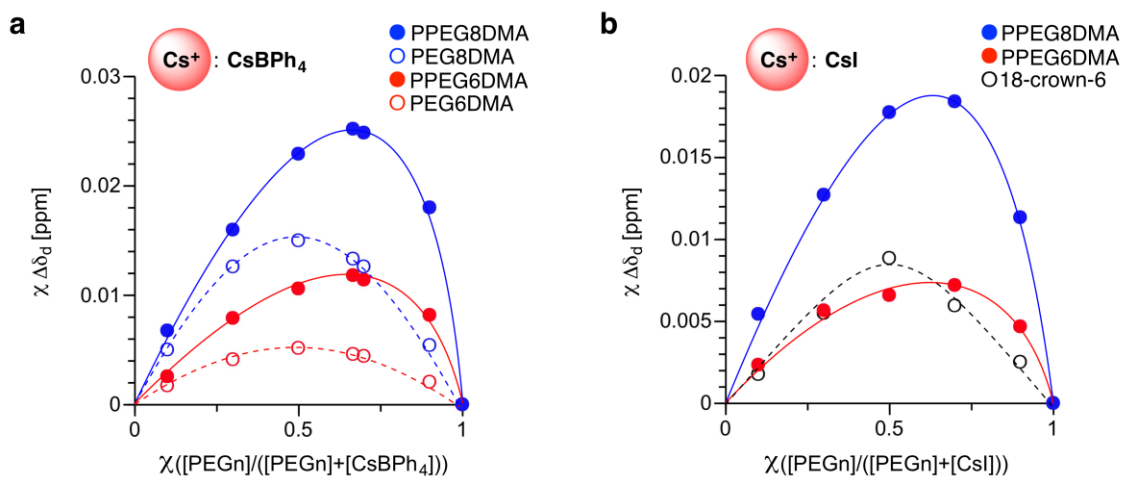 a
Cs+ : CsBPh4
PPEG8DMA
PEG8DMA
PPEG6DMA
PEG6DMA
0.03
0.02
0.01
0
χ Δδd [ppm]
0
0.5
1
χ([PEGn]/([PEGn]+[CsBPh4]))
b
Cs+ : CsI
PPEG8DMA
PPEG6DMA
18-crown-6
0.02
0.015
0.01
0.005
0
χ Δδd [ppm]
0
0.5
1
χ([PEGn]/([PEGn]+[CsI]))